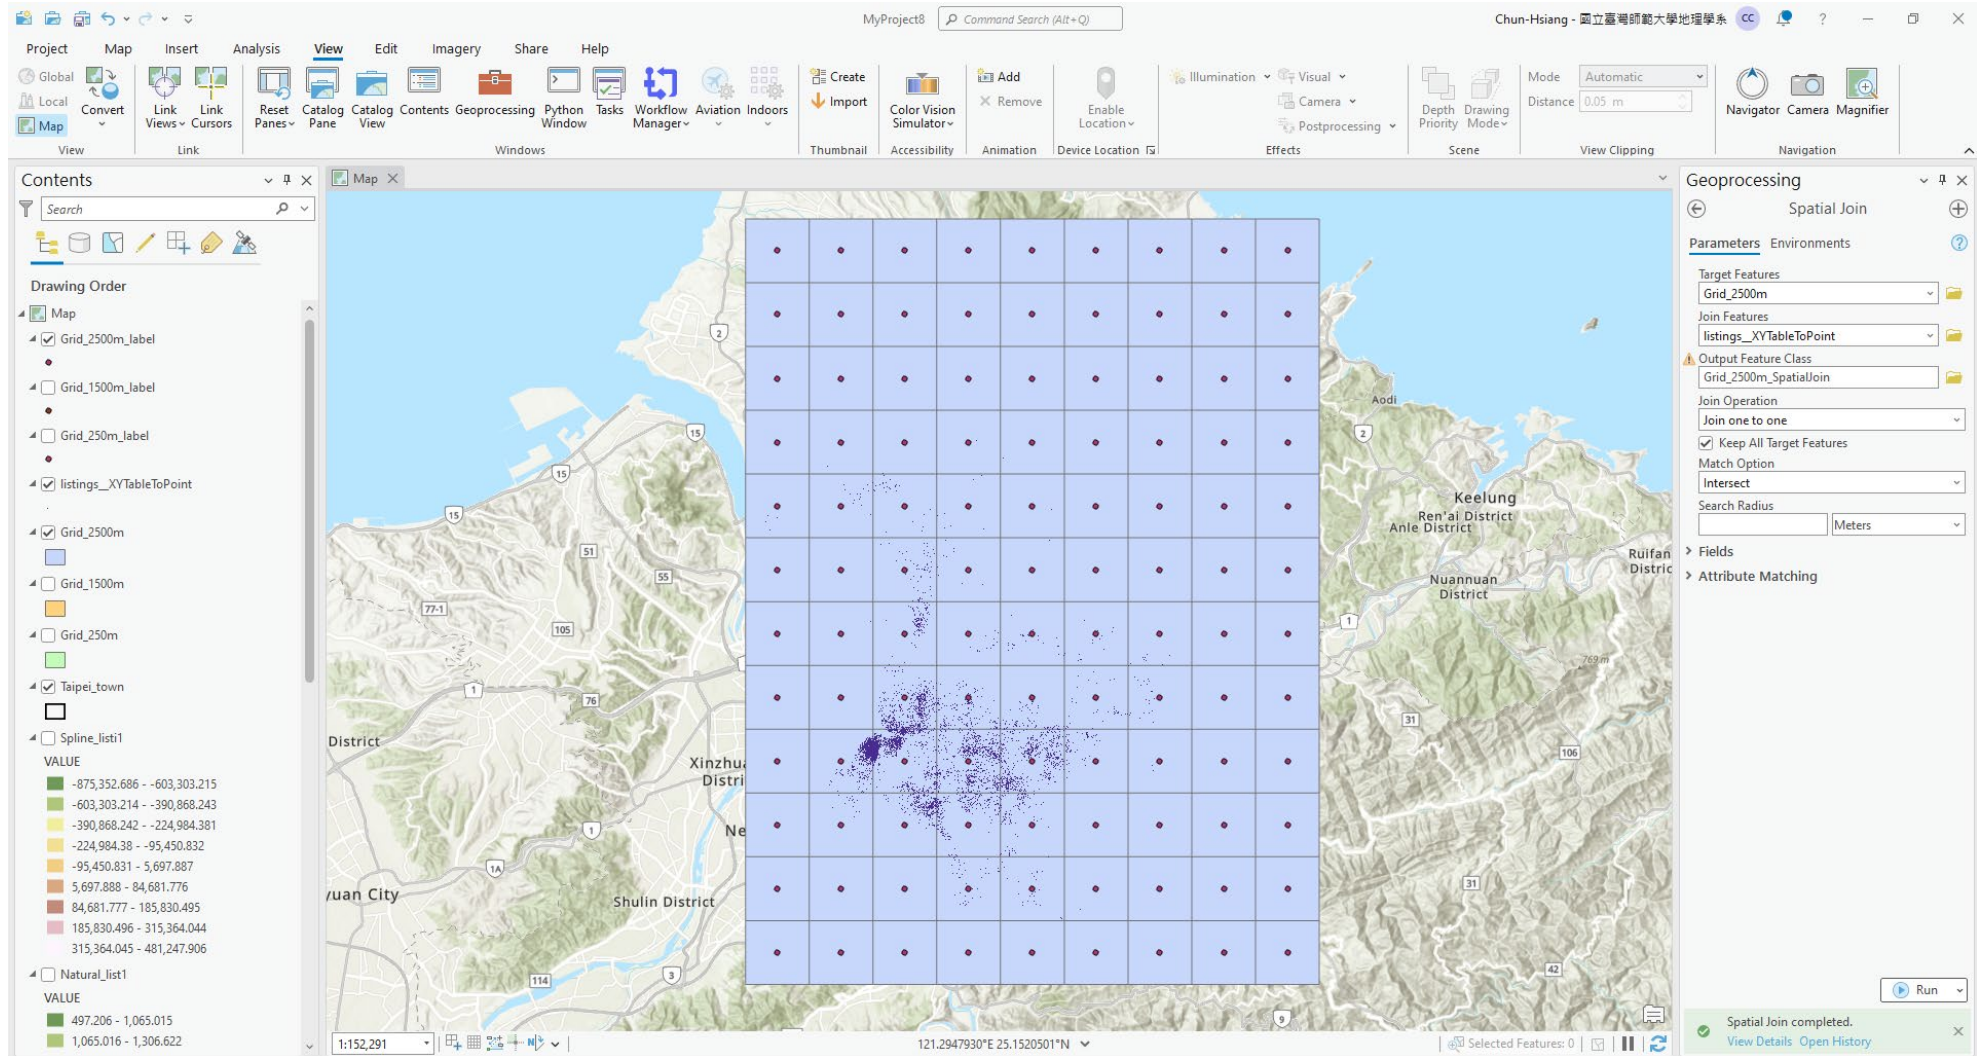 MyProject8
Command Search (Alt+Q)
Chun-Hsiang - 國立臺灣師範大學地理學系
CC
?
Project Map Insert Analysis View Edit Imagery Share Help
Global
Local
Map
Convert
View
Link Views
Link Cursors
Link
Reset Panes
Catalog Pane
Catalog View
Contents
Geoprocessing
Python Window
Tasks
Workflow Manager
Aviation
Indoors
Windows
Create
Import
Thumbnail
Color Vision Simulator
Accessibility
Add
Remove
Animation
Enable Location
Device Location
Illumination
Visual
Camera
Postprocessing
Effects
Depth Priority
Drawing Mode
Scene
Mode Automatic
Distance 0.05 m
View Clipping
Navigator
Camera
Magnifier
Navigation
Contents
Search
Drawing Order
Map
Grid_2500m_label
Grid_1500m_label
Grid_250m_label
listings__XYTableToPoint
Grid_2500m
Grid_1500m
Grid_250m
Taipei_town
Spline_listi1
VALUE
-875,352.686 - -603,303.215
-603,303.214 - -390,868.243
-390,868.242 - -224,984.381
-224,984.38 - -95,450.832
-95,450.831 - 5,697.887
5,697.888 - 84,681.776
84,681.777 - 185,830.495
185,830.496 - 315,364.044
315,364.045 - 481,247.906
Natural_list1
VALUE
497.206 - 1,065.015
1,065.016 - 1,306.622
Map
2
15
15
15
51
55
77-1
105
1
76
District
Xinzhua
Distri
Ne
1
1A
yuan City
Shulin District
114
3
Aodi
2
Keelung
Ren'ai District
Anle District
Ruifan
Distric
Nuannuan
District
1
769 m
31
106
31
42
9
1:152,291
121.2947930°E 25.1520501°N
Selected Features: 0
Geoprocessing
Spatial Join
Parameters Environments
Target Features
Grid_2500m
Join Features
listings__XYTableToPoint
Output Feature Class
Grid_2500m_SpatialJoin
Join Operation
Join one to one
Keep All Target Features
Match Option
Intersect
Search Radius
Meters
Fields
Attribute Matching
Run
Spatial Join completed.
View Details Open History